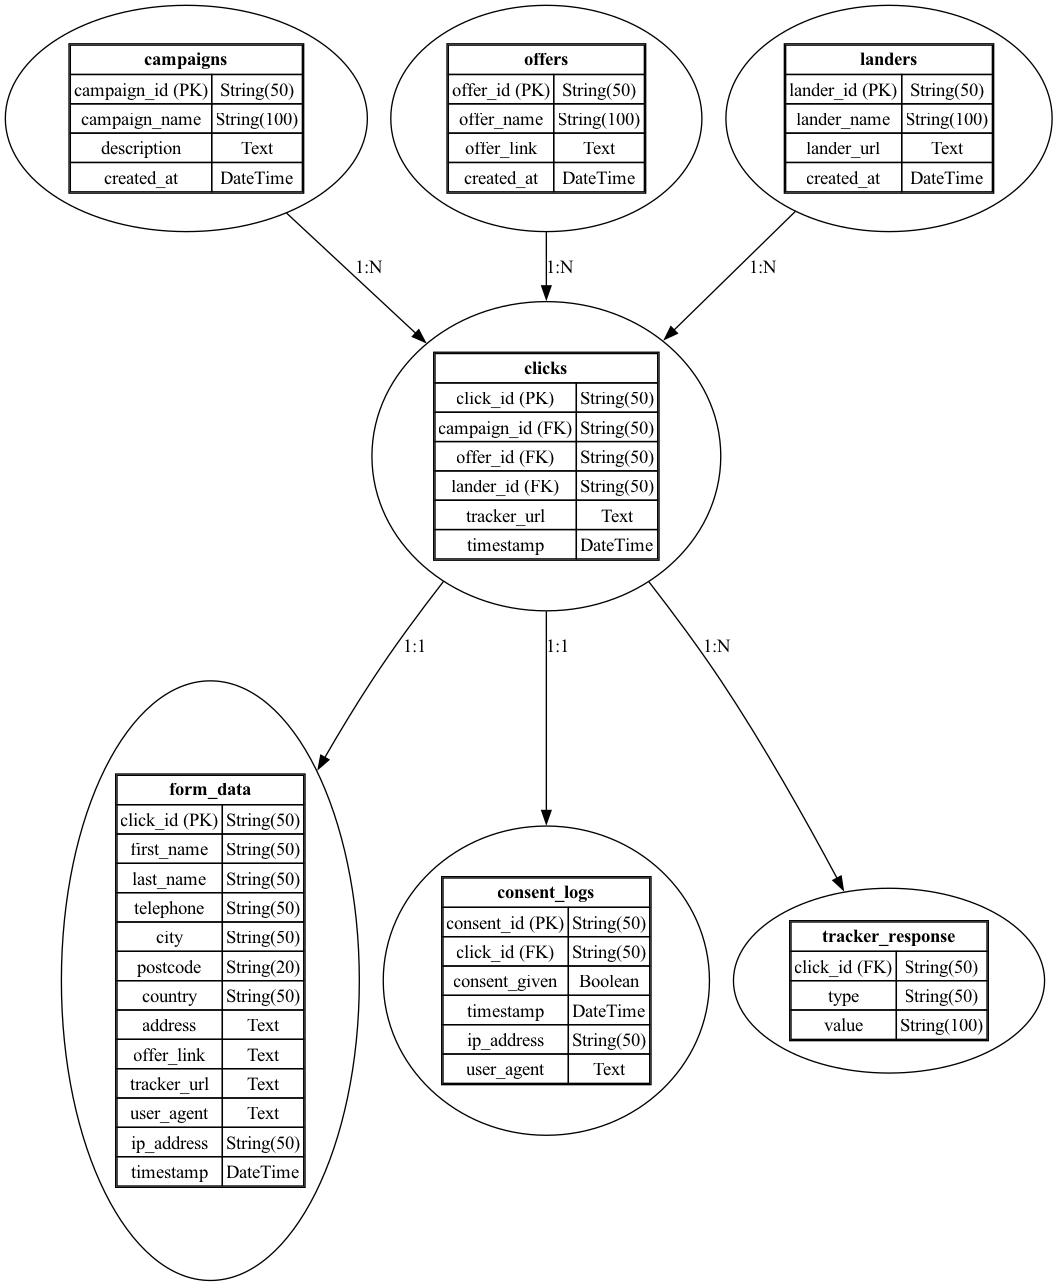 campaigns
campaign_id (PK) String(50)
campaign_name String(100)
description Text
created_at DateTime
offers
offer_id (PK) String(50)
offer_name String(100)
offer_link Text
created_at DateTime
landers
lander_id (PK) String(50)
lander_name String(100)
lander_url Text
created_at DateTime
1:N
1:N
1:N
clicks
click_id (PK) String(50)
campaign_id (FK) String(50)
offer_id (FK) String(50)
lander_id (FK) String(50)
tracker_url Text
timestamp DateTime
1:1
1:1
1:N
form_data
click_id (PK) String(50)
first_name String(50)
last_name String(50)
telephone String(50)
city String(50)
postcode String(20)
country String(50)
address Text
offer_link Text
tracker_url Text
user_agent Text
ip_address String(50)
timestamp DateTime
consent_logs
consent_id (PK) String(50)
click_id (FK) String(50)
consent_given Boolean
timestamp DateTime
ip_address String(50)
user_agent Text
tracker_response
click_id (FK) String(50)
type String(50)
value String(100)